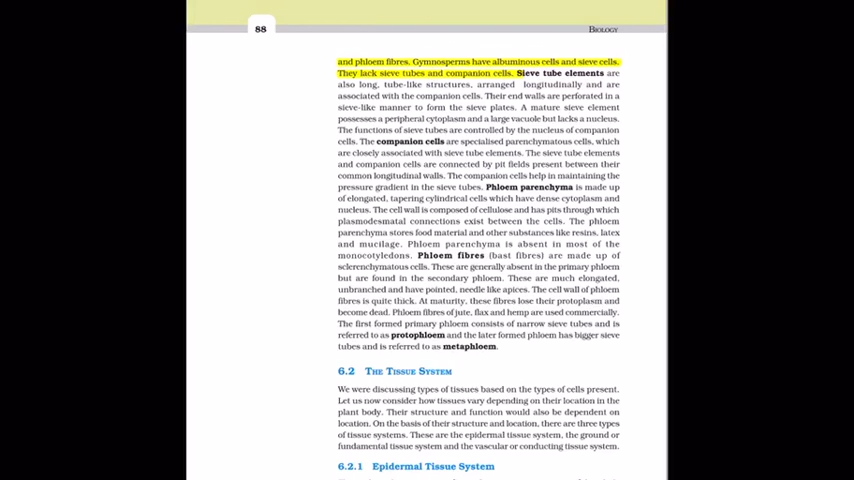 88
BIOLOGY
and phloem fibres. Gymnosperms have albuminous cells and sieve cells.
They lack sieve tubes and companion cells. Sieve tube elements are
also long, tube-like structures, arranged longitudinally and are
associated with the companion cells. Their end walls are perforated in a
sieve-like manner to form the sieve plates. A mature sieve element
possesses a peripheral cytoplasm and a large vacuole but lacks a nucleus.
The functions of sieve tubes are controlled by the nucleus of companion
cells. The companion cells are specialised parenchymatous cells, which
are closely associated with sieve tube elements. The sieve tube elements
and companion cells are connected by pit fields present between their
common longitudinal walls. The companion cells help in maintaining the
pressure gradient in the sieve tubes. Phloem parenchyma is made up
of elongated, tapering cylindrical cells which have dense cytoplasm and
nucleus. The cell wall is composed of cellulose and has pits through which
plasmodesmatal connections exist between the cells. The phloem
parenchyma stores food material and other substances like resins, latex
and mucilage. Phloem parenchyma is absent in most of the
monocotyledons. Phloem fibres (bast fibres) are made up of
sclerenchymatous cells. These are generally absent in the primary phloem
but are found in the secondary phloem. These are much elongated,
unbranched and have pointed, needle like apices. The cell wall of phloem
fibres is quite thick. At maturity, these fibres lose their protoplasm and
become dead. Phloem fibres of jute, flax and hemp are used commercially.
The first formed primary phloem consists of narrow sieve tubes and is
referred to as protophloem and the later formed phloem has bigger sieve
tubes and is referred to as metaphloem.
6.2 THE TISSUE SYSTEM
We were discussing types of tissues based on the types of cells present.
Let us now consider how tissues vary depending on their location in the
plant body. Their structure and function would also be dependent on
location. On the basis of their structure and location, there are three types
of tissue systems. These are the epidermal tissue system, the ground or
fundamental tissue system and the vascular or conducting tissue system.
6.2.1 Epidermal Tissue System